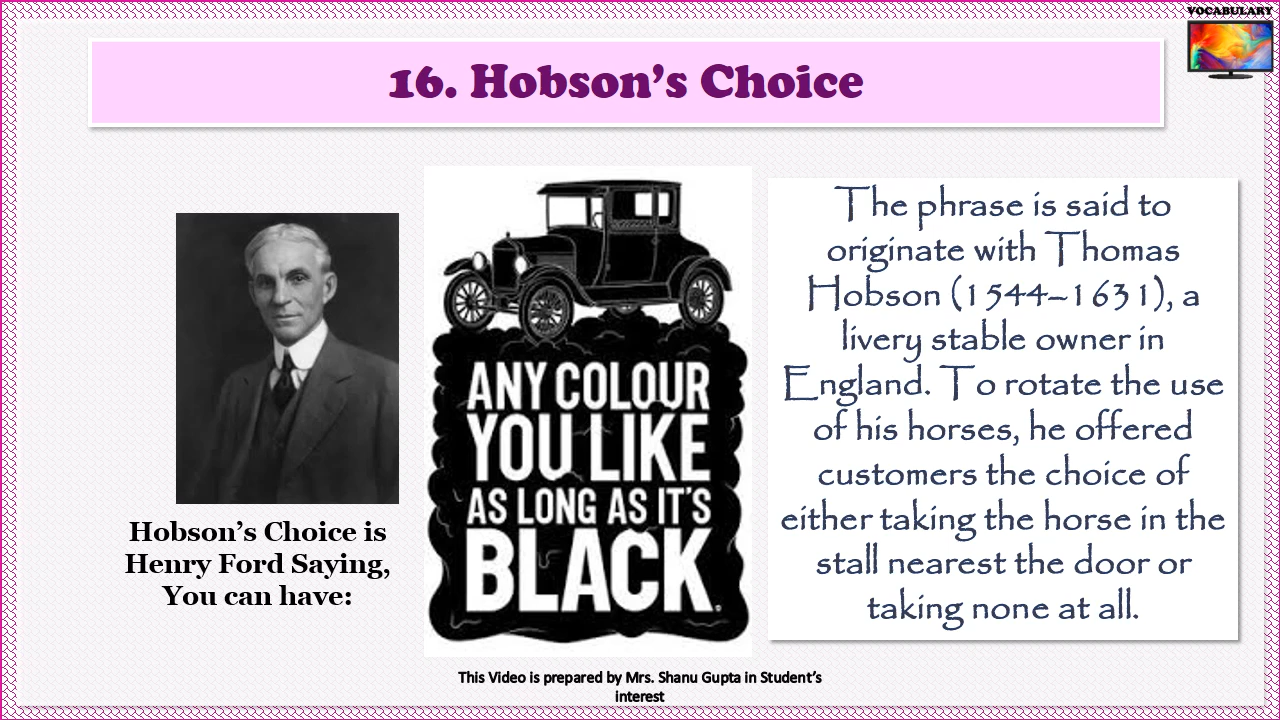 VOCABULARY
16. Hobson’s Choice
Hobson’s Choice is
Henry Ford Saying,
You can have:
ANY COLOUR
YOU LIKE
AS LONG AS IT'S
BLACK.
The phrase is said to
originate with Thomas
Hobson (1544–1631), a
livery stable owner in
England. To rotate the use
of his horses, he offered
customers the choice of
either taking the horse in the
stall nearest the door or
taking none at all.
This Video is prepared by Mrs. Shanu Gupta in Student’s
interest